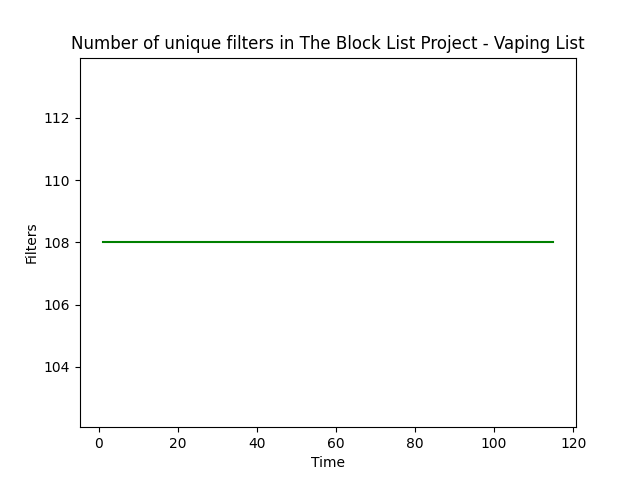 Number of unique filters in The Block List Project - Vaping List
112
110
108
106
104
Filters
0 20 40 60 80 100 120
Time